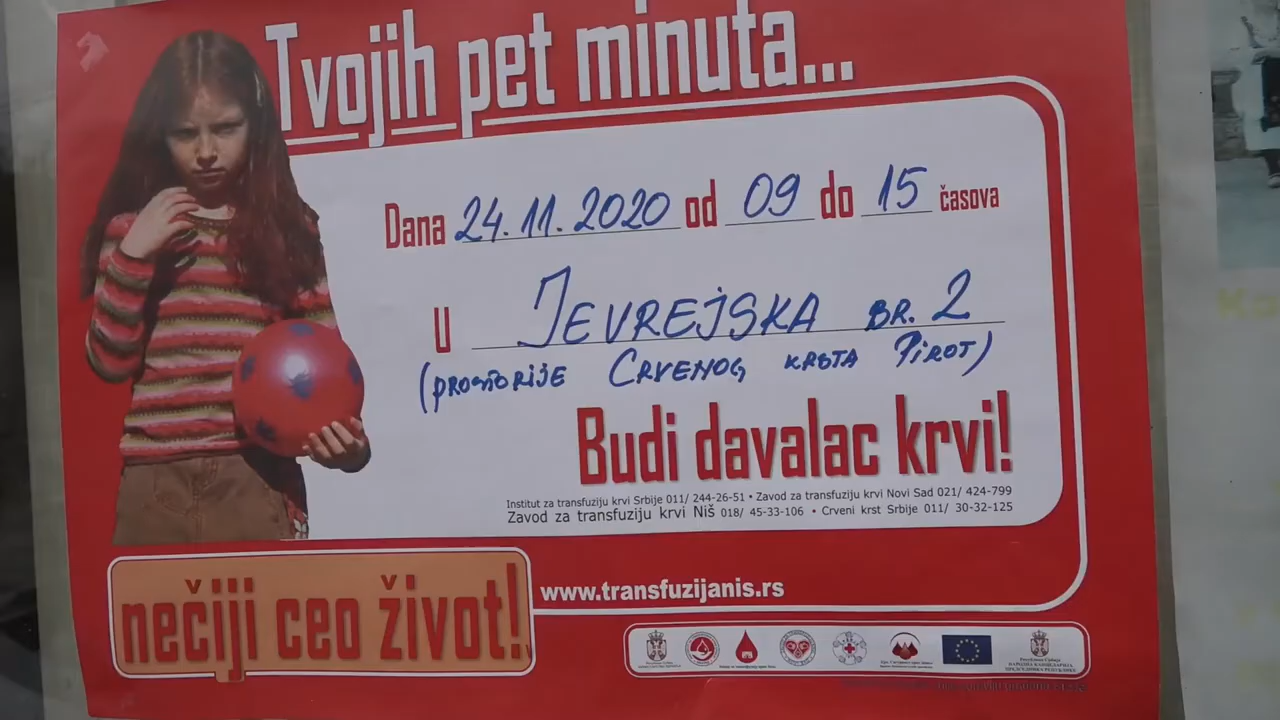 Tvojih pet minuta...
Dana 24.11.2020 od 09 do 15 časova
U JEVREJSKA BR. 2
(PROSTORIJE CRVENOG KRSTA PIROT)
Budi davalac krvi!
Institut za transfuziju krvi Srbije 011/ 244-26-51 • Zavod za transfuziju krvi Novi Sad 021/ 424-799
Zavod za transfuziju krvi Niš 018/ 45-33-106 • Crveni krst Srbije 011/ 30-32-125
nečiji ceo život!
www.transfuzijanis.rs